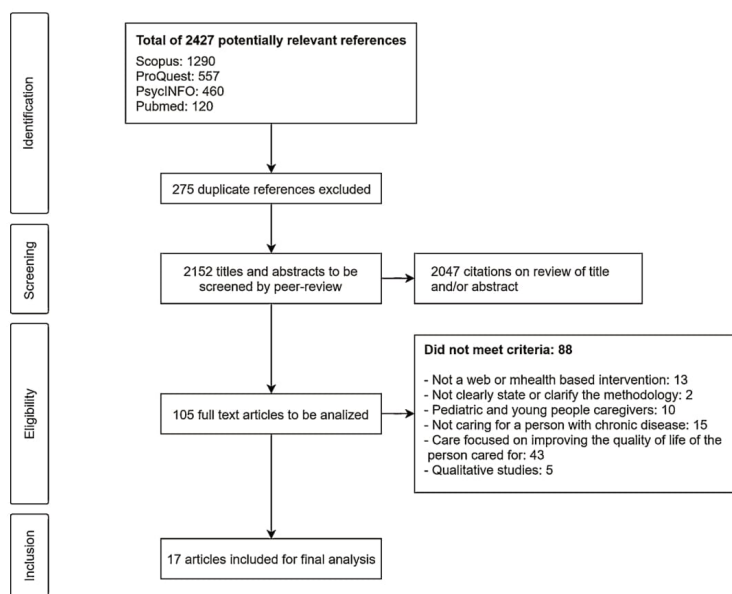 Identification
Total of 2427 potentially relevant references
Scopus: 1290
ProQuest: 557
PsycINFO: 460
Pubmed: 120
275 duplicate references excluded
Screening
2152 titles and abstracts to be
screened by peer-review
2047 citations on review of title
and/or abstract
Eligibility
105 full text articles to be analized
Did not meet criteria: 88
- Not a web or mhealth based intervention: 13
- Not clearly state or clarify the methodology: 2
- Pediatric and young people caregivers: 10
- Not caring for a person with chronic disease: 15
- Care focused on improving the quality of life of the
person cared for: 43
- Qualitative studies: 5
Inclusion
17 articles included for final analysis